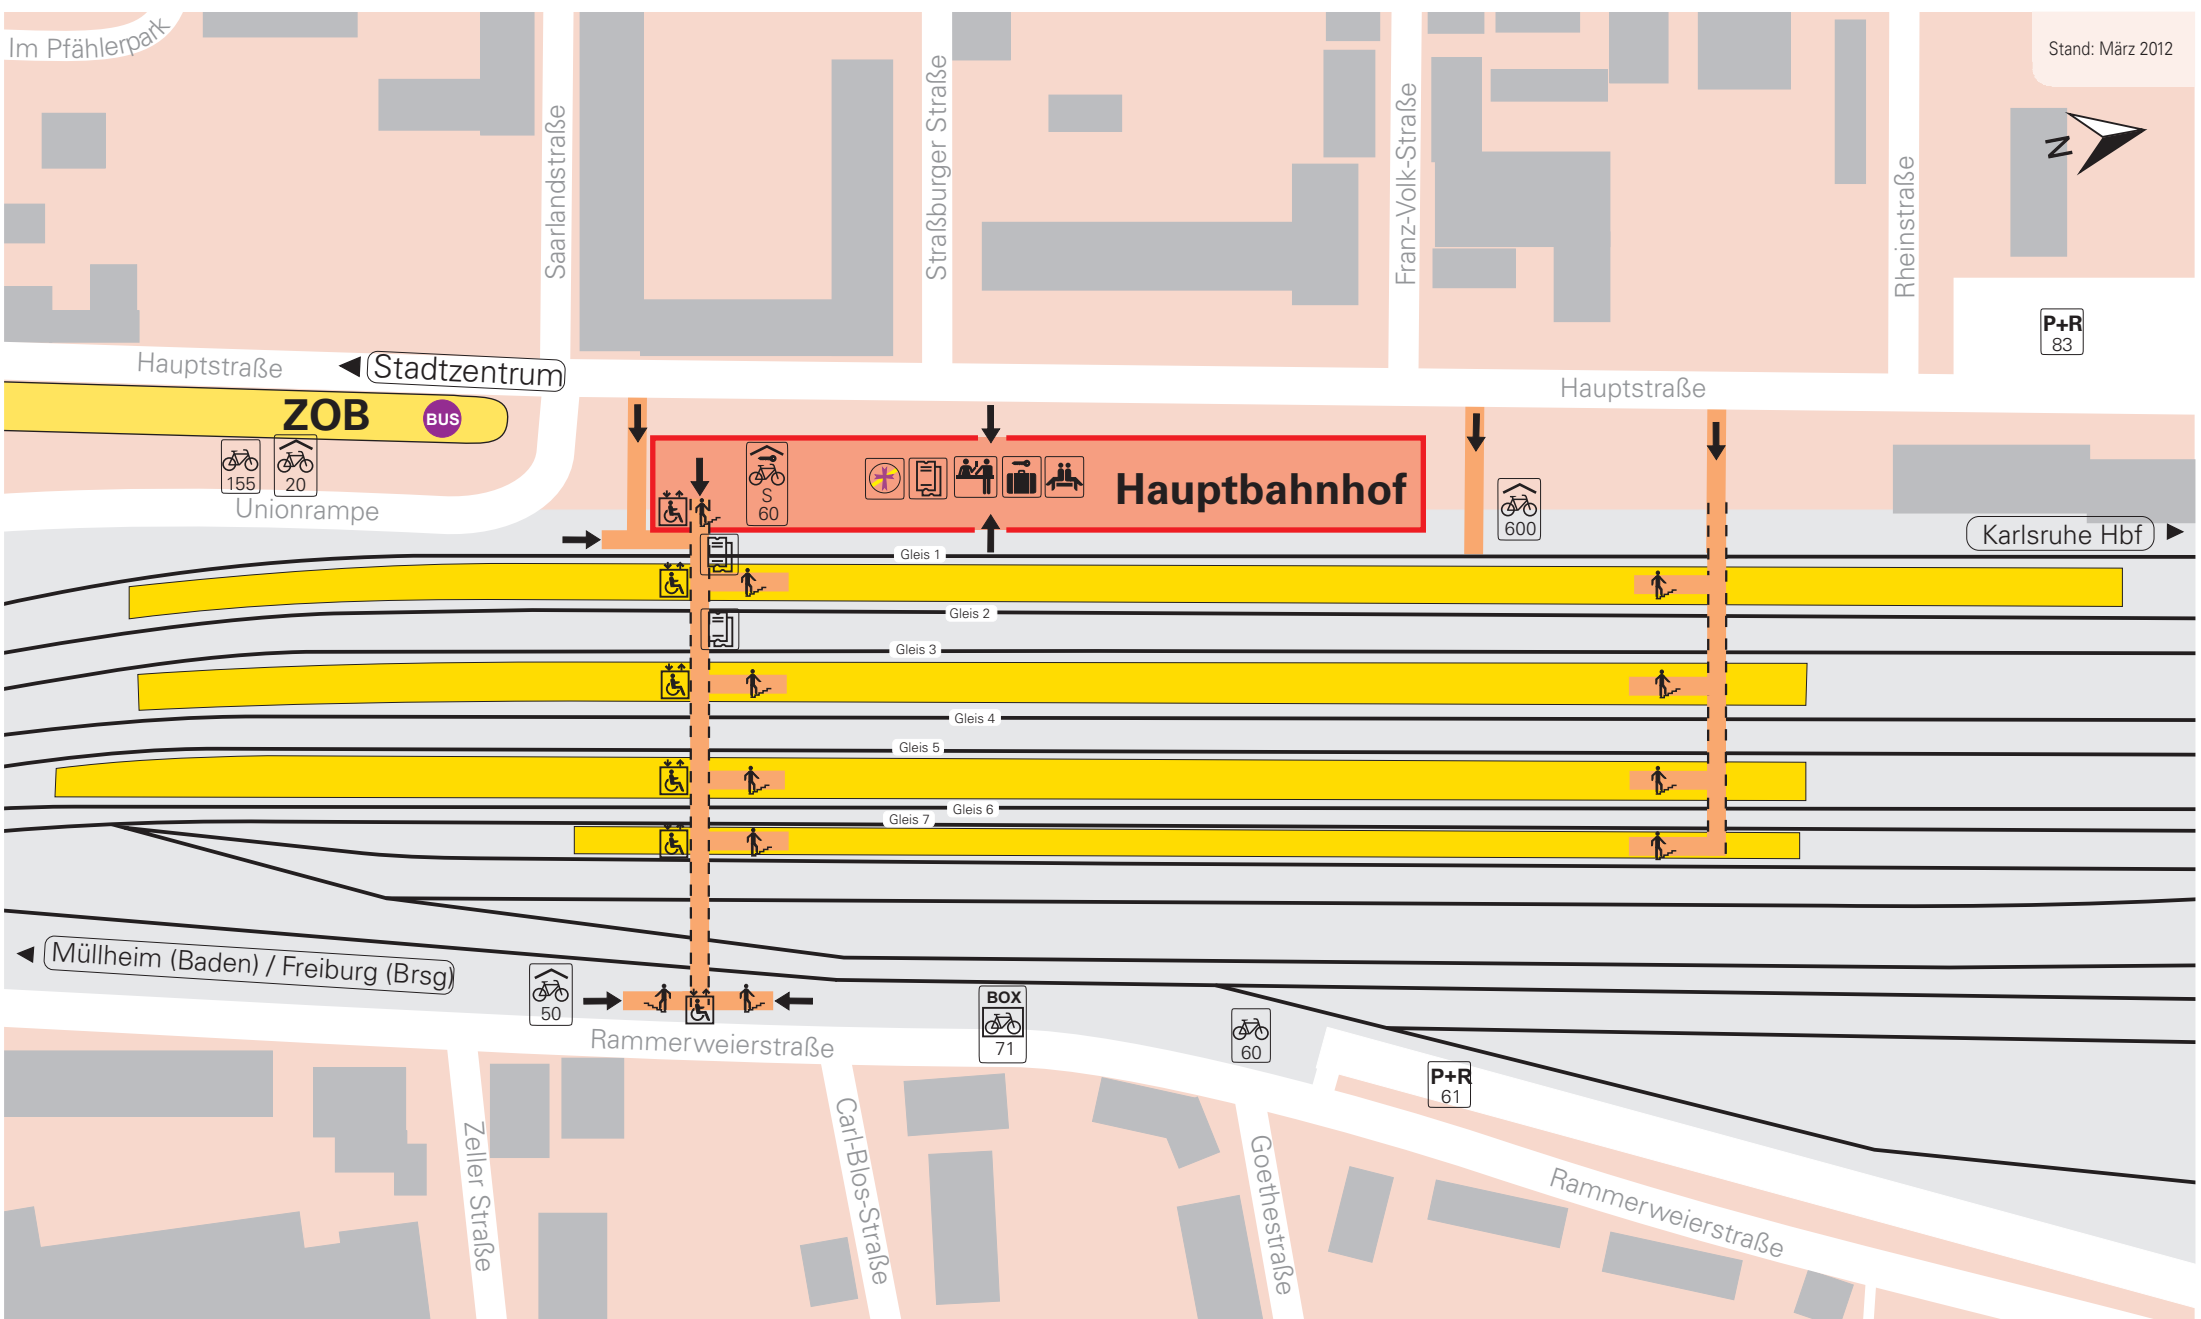 Im Pfählerpark
Saarlandstraße
Straßburger Straße
Franz-Volk-Straße
Rheinstraße
Stand: März 2012
N
P+R
83
Hauptstraße
Stadtzentrum
Hauptstraße
ZOB
BUS
155
20
Unionrampe
S
60
Hauptbahnhof
600
Karlsruhe Hbf
Gleis 1
Gleis 2
Gleis 3
Gleis 4
Gleis 5
Gleis 6
Gleis 7
Müllheim (Baden) / Freiburg (Brsg)
50
Rammerweierstraße
BOX
71
60
P+R
61
Zeller Straße
Carl-Blos-Straße
Goethestraße
Rammerweierstraße